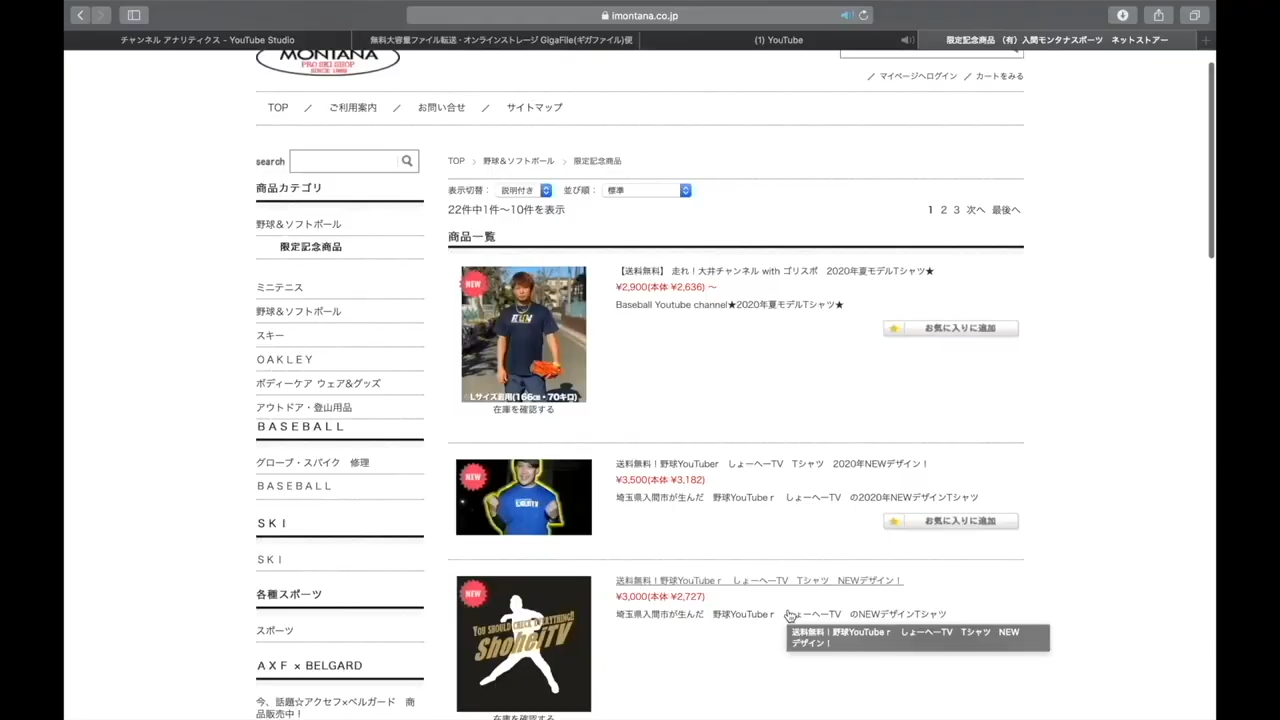 imontana.co.jp
チャンネル アナリティクス - YouTube Studio
無料大容量ファイル転送・オンラインストレージ GigaFile(ギガファイル)便
(1) YouTube
限定記念商品 （有）入間モンタナスポーツ　ネットストアー
MONTANA
PRO SKI SHOP
マイページへログイン
カートをみる
TOP ／ ご利用案内 ／ お問い合せ ／ サイトマップ
search
商品カテゴリ
野球＆ソフトボール
限定記念商品
ミニテニス
野球＆ソフトボール
スキー
ＯＡＫＬＥＹ
ボディーケア ウェア&グッズ
アウトドア・登山用品
ＢＡＳＥＢＡＬＬ
グローブ・スパイク　修理
ＢＡＳＥＢＡＬＬ
ＳＫＩ
ＳＫＩ
各種スポーツ
スポーツ
ＡＸＦ × BELGARD
今、話題☆アクセフ×ベルガード　商
品販売中！
TOP > 野球＆ソフトボール > 限定記念商品
表示切替： 説明付き 並び順： 標準
22件中1件〜10件を表示
1 2 3 次へ 最後へ
商品一覧
NEW
RUN
Lサイズ着用(166㎝・70キロ)
在庫を確認する
【送料無料】 走れ！大井チャンネル with ゴリスポ　2020年夏モデルTシャツ★
¥2,900(本体 ¥2,636) 〜
Baseball Youtube channel★2020年夏モデルTシャツ★
お気に入りに追加
NEW
送料無料！野球YouTuber　しょーへーTV　Tシャツ　2020年NEWデザイン！
¥3,500(本体 ¥3,182)
埼玉県入間市が生んだ　野球YouTubeｒ　しょーへーTV　の2020年NEWデザインTシャツ
お気に入りに追加
NEW
YOU SHOULD CHECK EVERYTHING!!
ShoheiTV
在庫を確認する
送料無料！野球YouTubeｒ　しょーへーTV　Tシャツ　NEWデザイン！
¥3,000(本体 ¥2,727)
埼玉県入間市が生んだ　野球YouTubeｒ　しょーへーTV　のNEWデザインTシャツ
送料無料！野球YouTubeｒ　しょーへーTV　Tシャツ　NEW
デザイン！